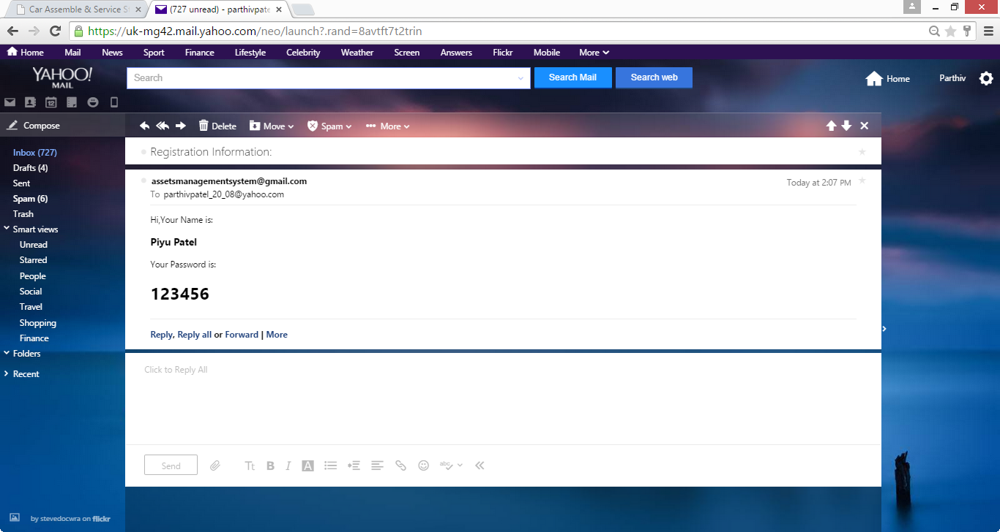 Car Assemble & Service S
(727 unread) - parthivpate
https://uk-mg42.mail.yahoo.com/neo/launch?.rand=8avtft7t2trin
Home Mail News Sport Finance Lifestyle Celebrity Weather Screen Answers Flickr Mobile More
YAHOO!
MAIL
Search
Search Mail
Search web
Home
Parthiv
12
Compose
Delete Move Spam More
Inbox (727)
Drafts (4)
Sent
Spam (6)
Trash
Smart views
Unread
Starred
People
Social
Travel
Shopping
Finance
Folders
Recent
Registration Information:
assetsmanagementsystem@gmail.com
Today at 2:07 PM
To parthivpatel_20_08@yahoo.com
Hi,Your Name is:
Piyu Patel
Your Password is:
123456
Reply, Reply all or Forward | More
Click to Reply All
Send
Tt B I A abc
by stevedocwra on flickr